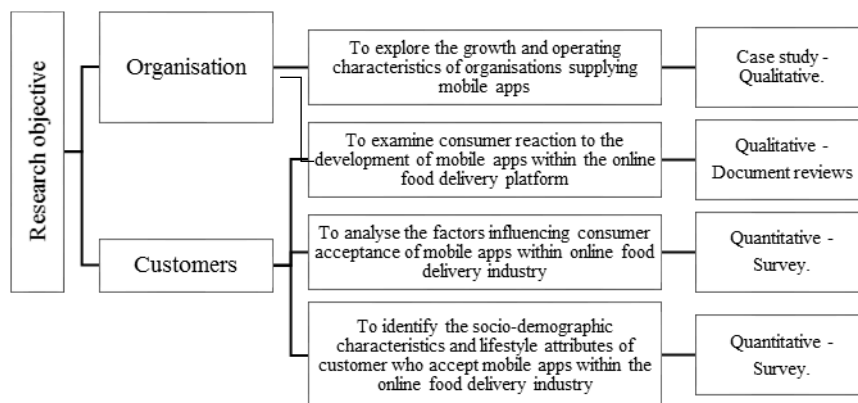 Research objective
Organisation
To explore the growth and operating
characteristics of organisations supplying
mobile apps
Case study -
Qualitative.
To examine consumer reaction to the
development of mobile apps within the online
food delivery platform
Qualitative -
Document reviews
Customers
To analyse the factors influencing consumer
acceptance of mobile apps within online food
delivery industry
Quantitative -
Survey.
To identify the socio-demographic
characteristics and lifestyle attributes of
customer who accept mobile apps within the
online food delivery industry
Quantitative -
Survey.